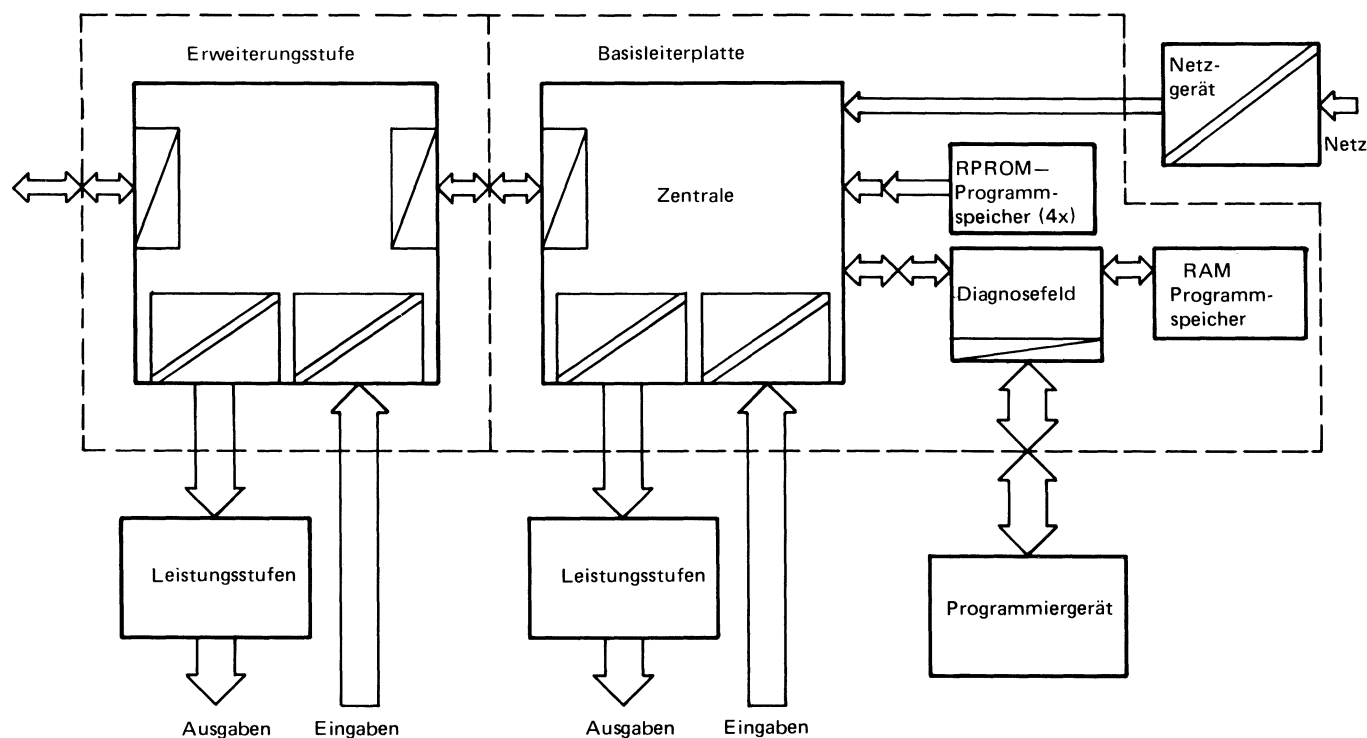 Erweiterungsstufe
Basisleiterplatte
Netz-
gerät
Netz
Zentrale
RPROM—
Programm-
speicher (4x)
Diagnosefeld
RAM
Programm-
speicher
Leistungsstufen
Leistungsstufen
Programmiergerät
Ausgaben
Eingaben
Ausgaben
Eingaben